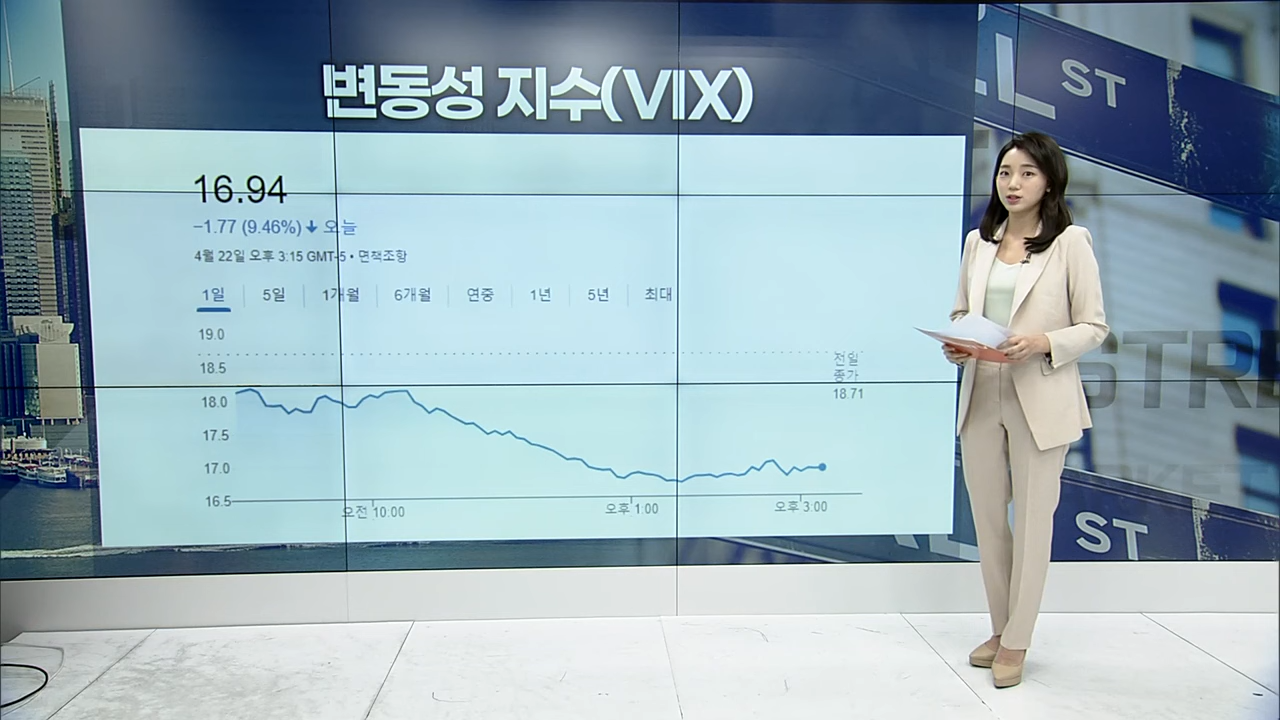 변동성 지수(VIX)
16.94
−1.77 (9.46%) ↓ 오늘
4월 22일 오후 3:15 GMT-5 • 면책조항
1일 5일 1개월 6개월 연중 1년 5년 최대
19.0
18.5
18.0
17.5
17.0
16.5
전일
종가
18.71
오전 10:00 오후 1:00 오후 3:00
ST
STRE
ST